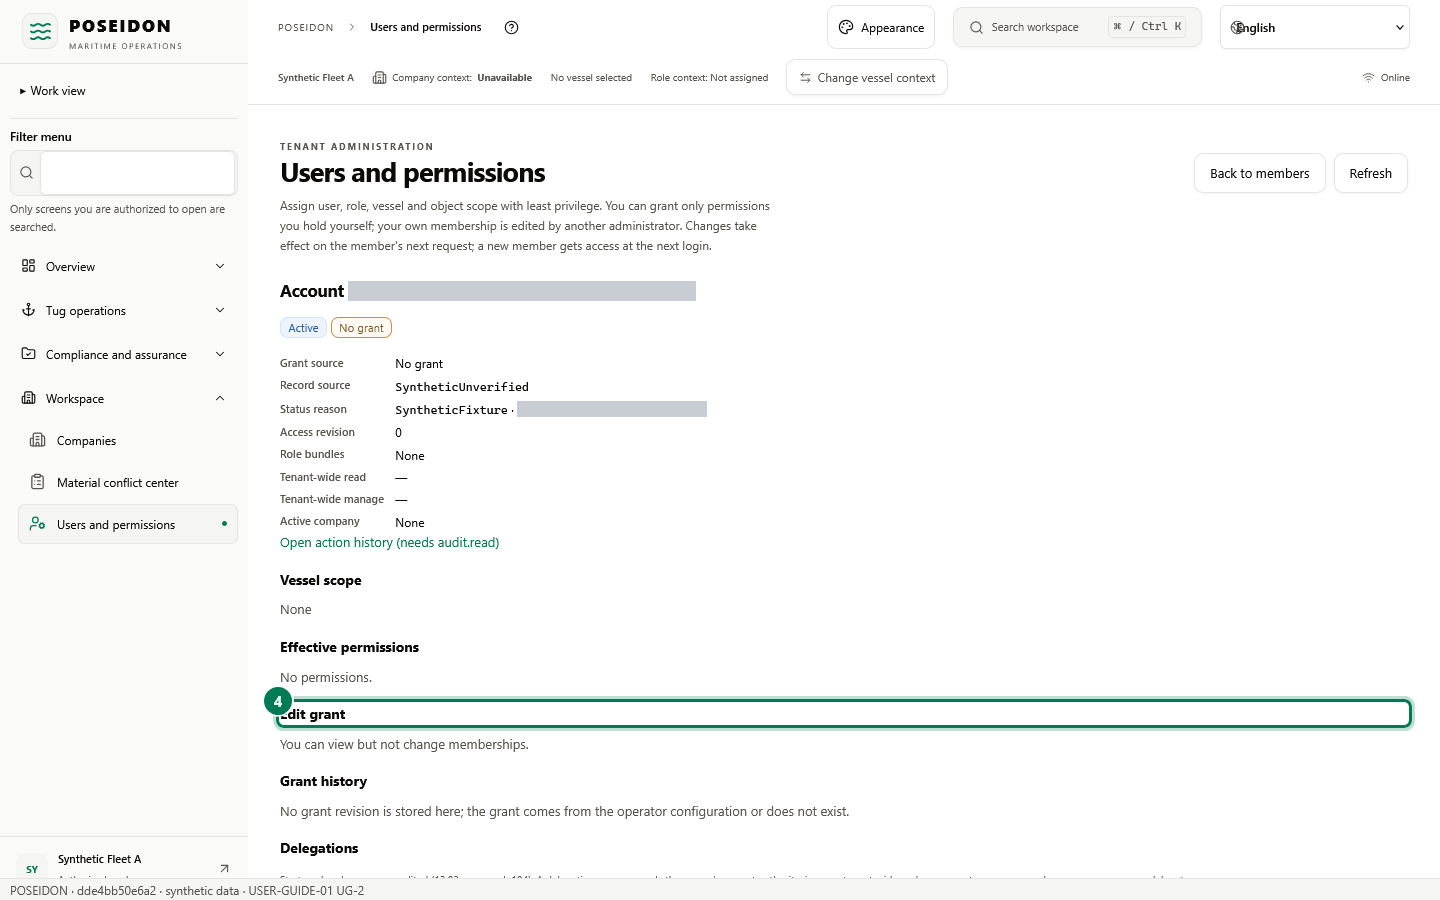 POSEIDON
MARITIME OPERATIONS
Work view
Filter menu
Only screens you are authorized to open are
searched.
Overview
Tug operations
Compliance and assurance
Workspace
Companies
Material conflict center
Users and permissions
SY
Synthetic Fleet A
POSEIDON
Users and permissions
Appearance
Search workspace
⌘ / Ctrl K
English
Synthetic Fleet A
Company context: Unavailable
No vessel selected
Role context: Not assigned
Change vessel context
Online
TENANT ADMINISTRATION
Users and permissions
Back to members
Refresh
Assign user, role, vessel and object scope with least privilege. You can grant only permissions
you hold yourself; your own membership is edited by another administrator. Changes take
effect on the member's next request; a new member gets access at the next login.
Account
Active
No grant
Grant source No grant
Record source SyntheticUnverified
Status reason SyntheticFixture ·
Access revision 0
Role bundles None
Tenant-wide read —
Tenant-wide manage —
Active company None
Open action history (needs audit.read)
Vessel scope
None
Effective permissions
No permissions.
4
Edit grant
You can view but not change memberships.
Grant history
No grant revision is stored here; the grant comes from the operator configuration or does not exist.
Delegations
POSEIDON · dde4bb50e6a2 · synthetic data · USER-GUIDE-01 UG-2